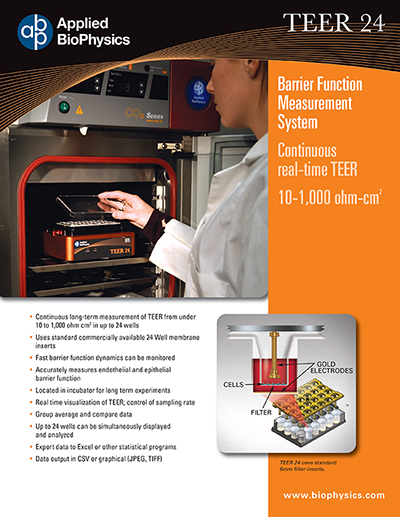 abp
Applied
BioPhysics
TEER 24
Barrier Function
Measurement
System
Continuous
real-time TEER
10-1,000 ohm-cm²
CO2 SERIES
Applied
BioPhysics
TEER 24
• Continuous long-term measurement of TEER from under
10 to 1,000 ohm cm² in up to 24 wells
• Uses standard commercially available 24 Well membrane
inserts
• Fast barrier function dynamics can be monitored
• Accurately measures endothelial and epithelial
barrier function
Located in incubator for long term experiments
• Real time visualization of TEER; control of sampling rate
• Group average and compare data
• Up to 24 wells can be simultaneously displayed
and analyzed
• Export data to Excel or other statistical programs
• Data output in CSV or graphical (JPEG, TIFF)
GOLD
ELECTRODES
CELLS
FILTER
TEER 24 uses standard
6mm filter inserts.
www.biophysics.com